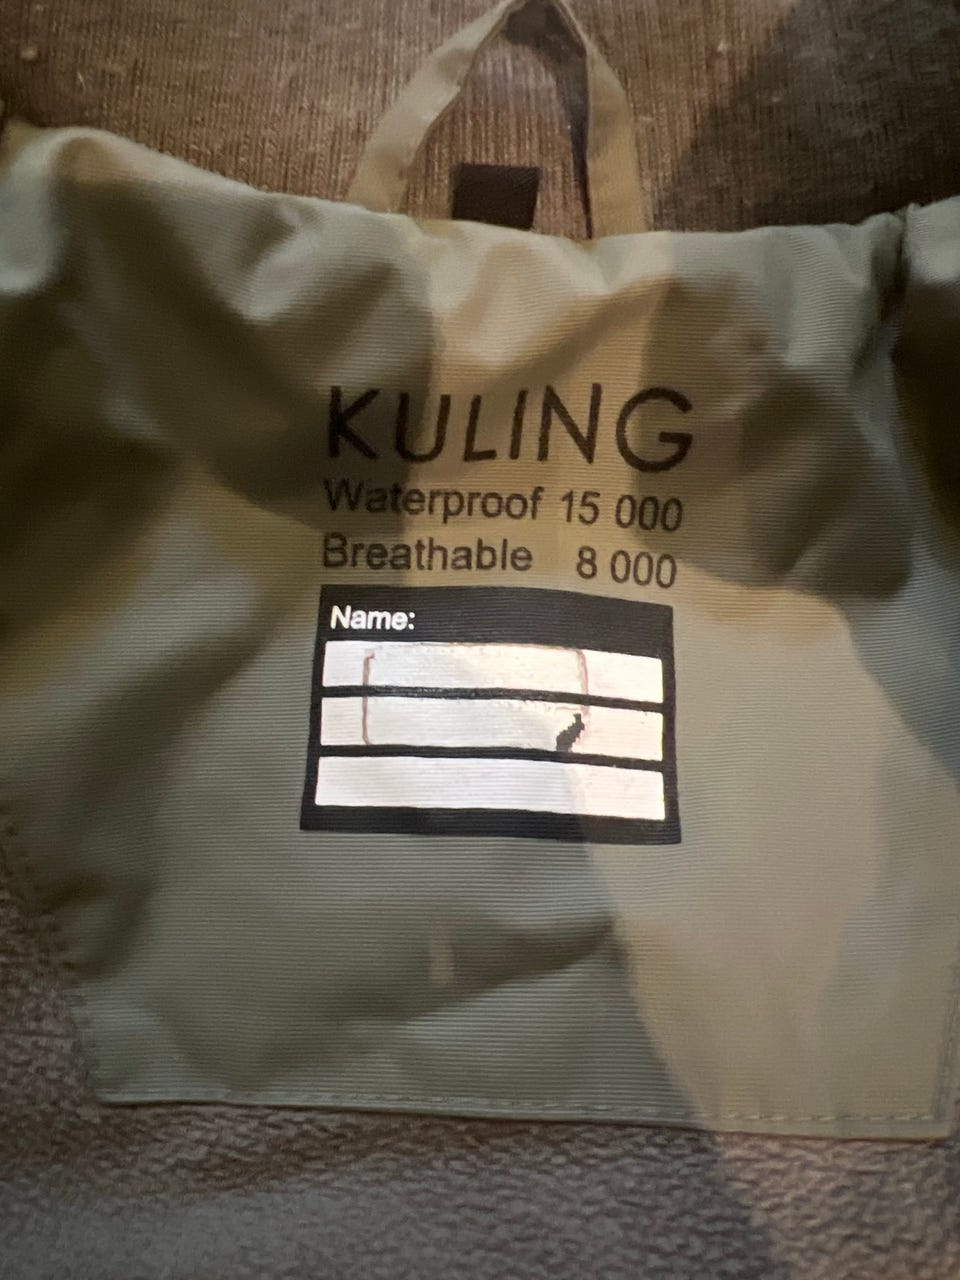 KULING
Waterproof 15 000
Breathable 8 000
Name: